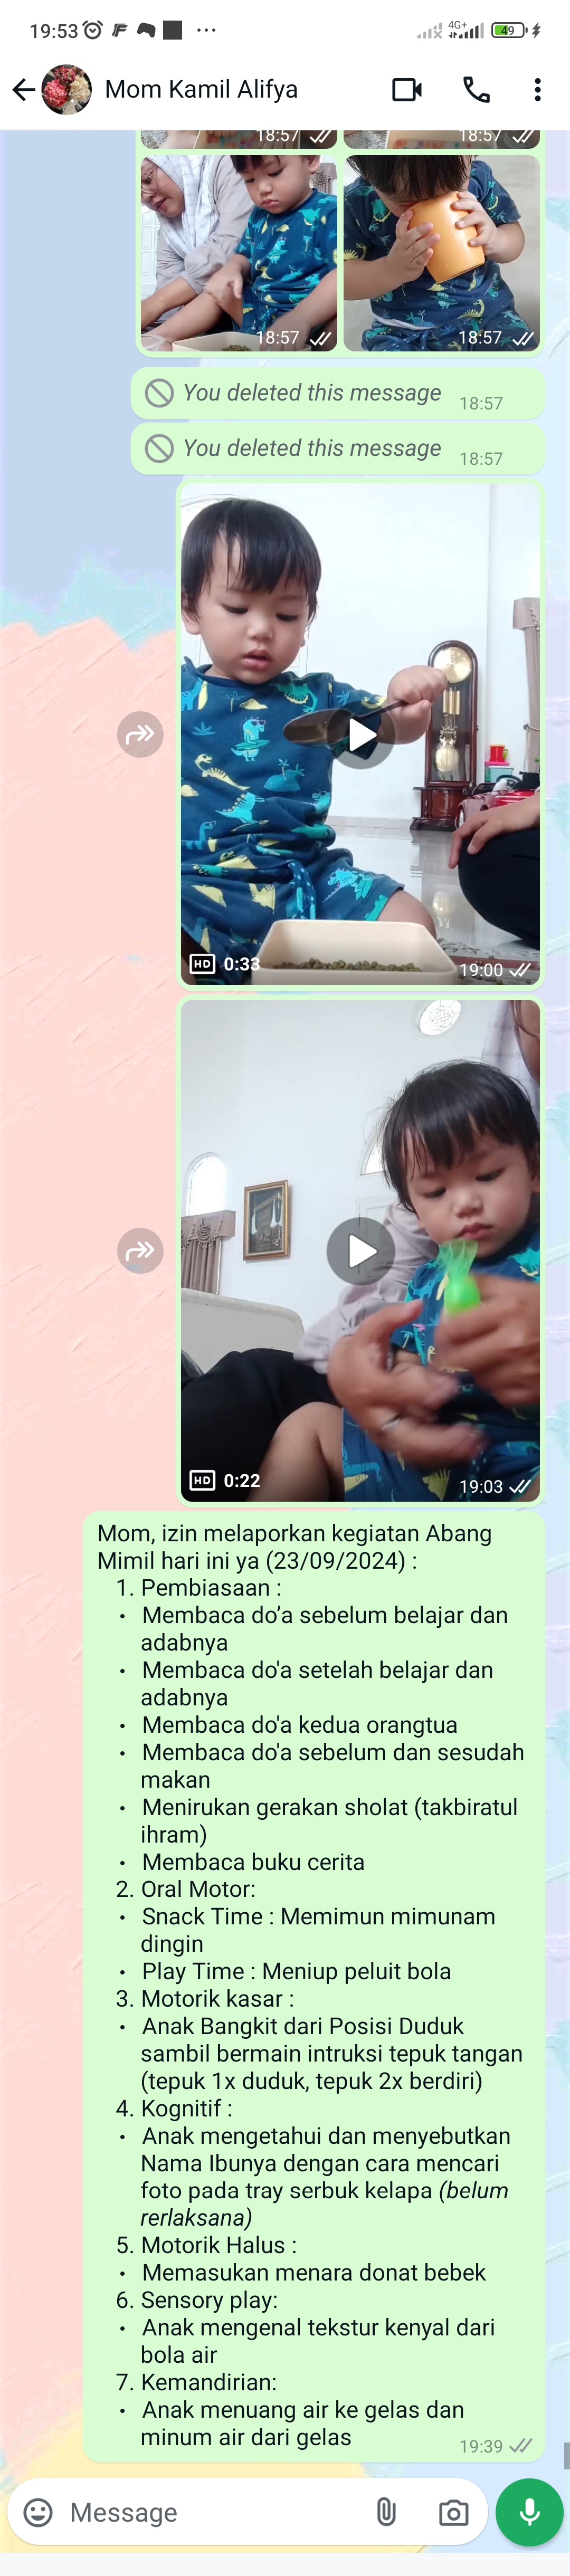 19:53
4G+
49
Mom Kamil Alifya
18:57
18:57
18:57
18:57
You deleted this message
18:57
You deleted this message
18:57
HD 0:33
19:00
HD 0:22
19:03
Mom, izin melaporkan kegiatan Abang
Mimil hari ini ya (23/09/2024) :
1. Pembiasaan :
• Membaca do’a sebelum belajar dan
adabnya
• Membaca do'a setelah belajar dan
adabnya
• Membaca do'a kedua orangtua
• Membaca do'a sebelum dan sesudah
makan
• Menirukan gerakan sholat (takbiratul
ihram)
• Membaca buku cerita
2. Oral Motor:
• Snack Time : Memimun mimunam
dingin
• Play Time : Meniup peluit bola
3. Motorik kasar :
• Anak Bangkit dari Posisi Duduk
sambil bermain intruksi tepuk tangan
(tepuk 1x duduk, tepuk 2x berdiri)
4. Kognitif :
• Anak mengetahui dan menyebutkan
Nama Ibunya dengan cara mencari
foto pada tray serbuk kelapa (belum
rerlaksana)
5. Motorik Halus :
• Memasukan menara donat bebek
6. Sensory play:
• Anak mengenal tekstur kenyal dari
bola air
7. Kemandirian:
• Anak menuang air ke gelas dan
minum air dari gelas
19:39
Message